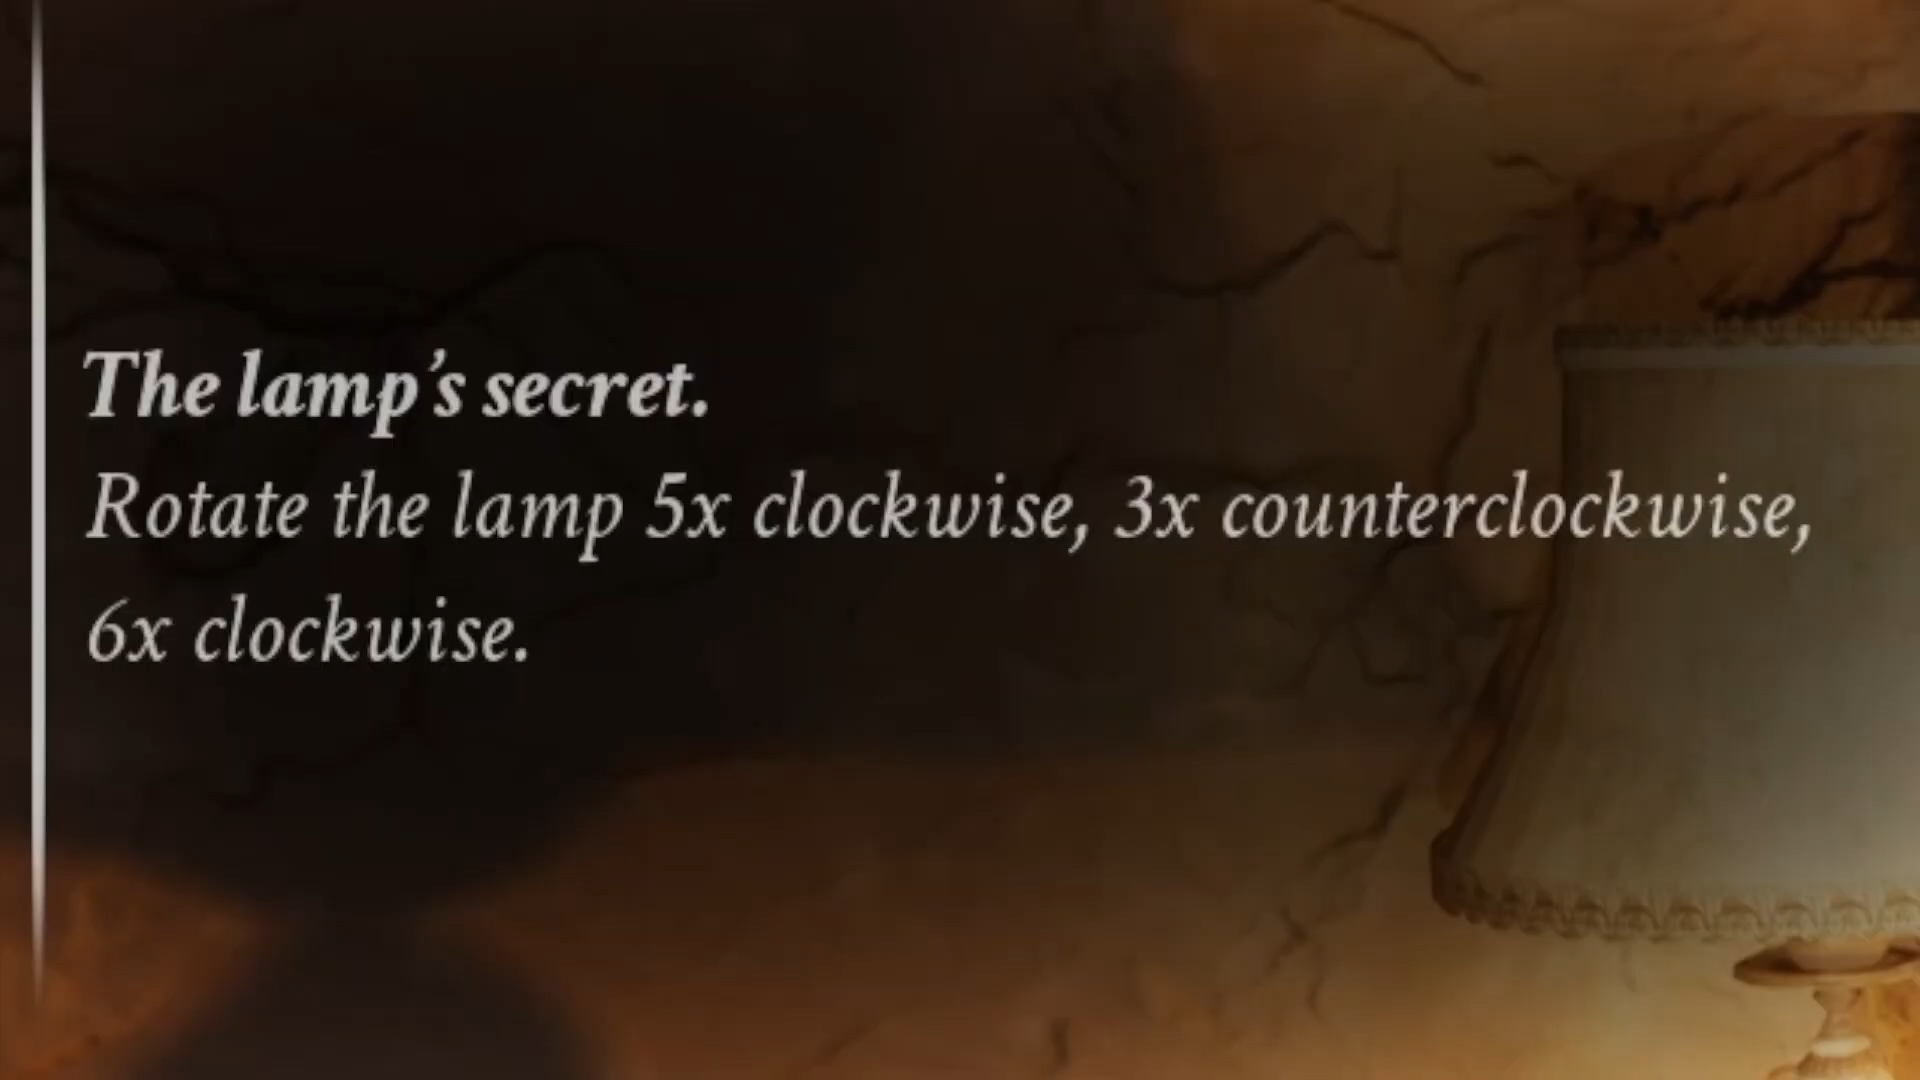 The lamp’s secret.
Rotate the lamp 5x clockwise, 3x counterclockwise,
6x clockwise.